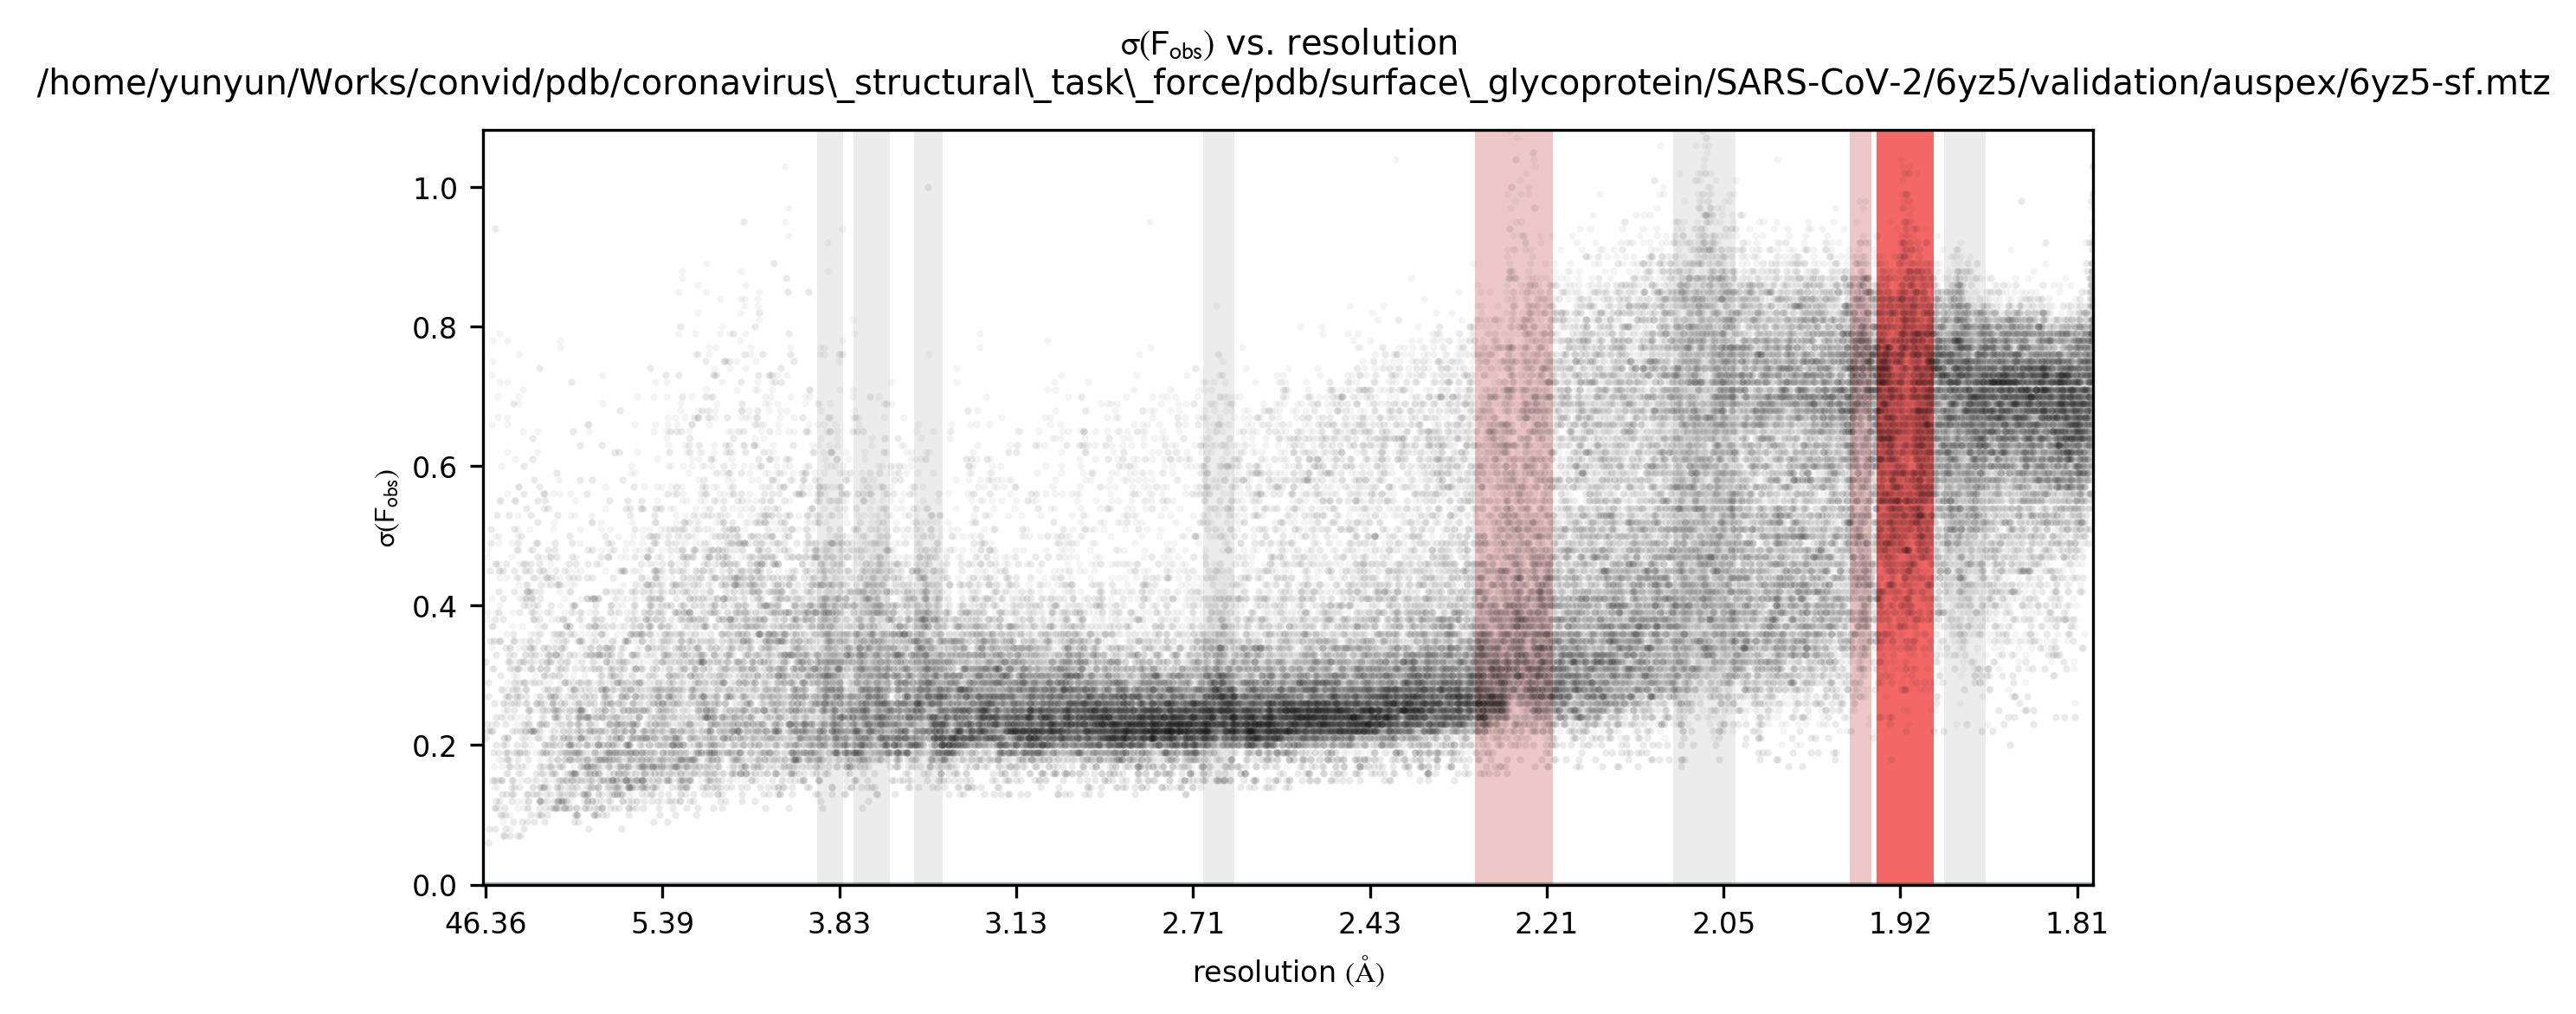 σ(F_obs) vs. resolution
/home/yunyun/Works/convid/pdb/coronavirus\_structural\_task\_force/pdb/surface\_glycoprotein/SARS-CoV-2/6yz5/validation/auspex/6yz5-sf.mtz
σ(F_obs)
1.0
0.8
0.6
0.4
0.2
0.0
46.36 5.39 3.83 3.13 2.71 2.43 2.21 2.05 1.92 1.81
resolution (Å)